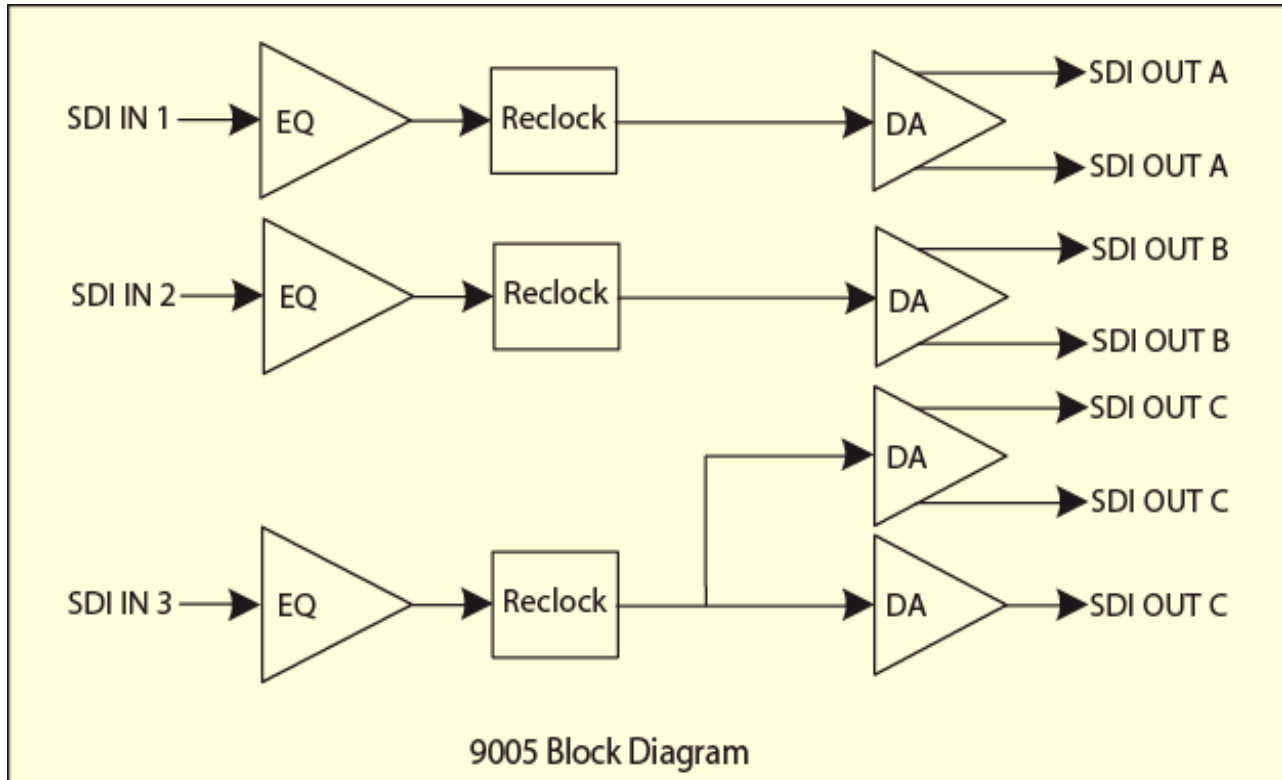 SDI IN 1
EQ
Reclock
DA
SDI OUT A
SDI OUT A
SDI IN 2
EQ
Reclock
DA
SDI OUT B
SDI OUT B
DA
SDI OUT C
SDI OUT C
SDI IN 3
EQ
Reclock
DA
SDI OUT C
9005 Block Diagram